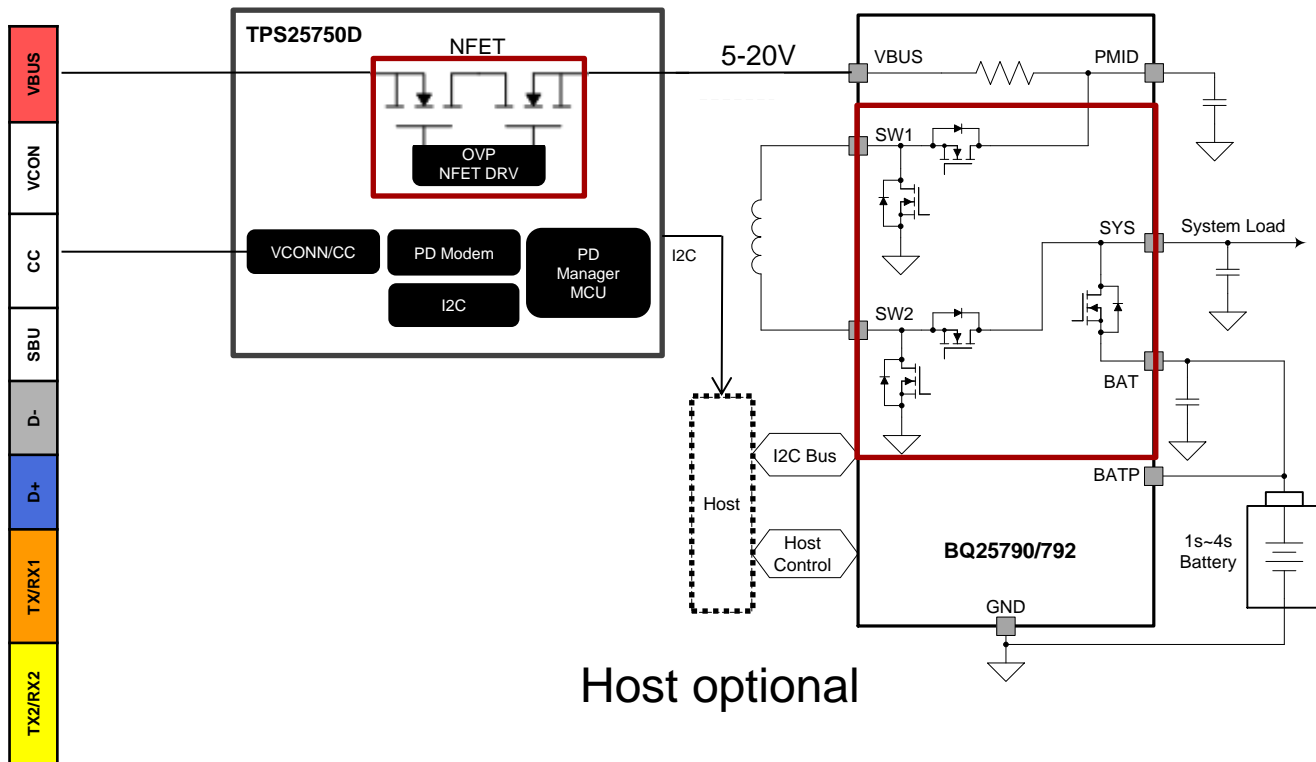 VBUS
VCON
CC
SBU
D-
D+
TX/RX1
TX2/RX2
TPS25750D
NFET
OVP
NFET DRV
VCONN/CC
PD Modem
I2C
PD
Manager
MCU
5-20V
I2C
Host
I2C Bus
Host
Control
VBUS
PMID
SW1
SYS
System Load
SW2
BAT
BATP
BQ25790/792
GND
1s~4s
Battery
Host optional